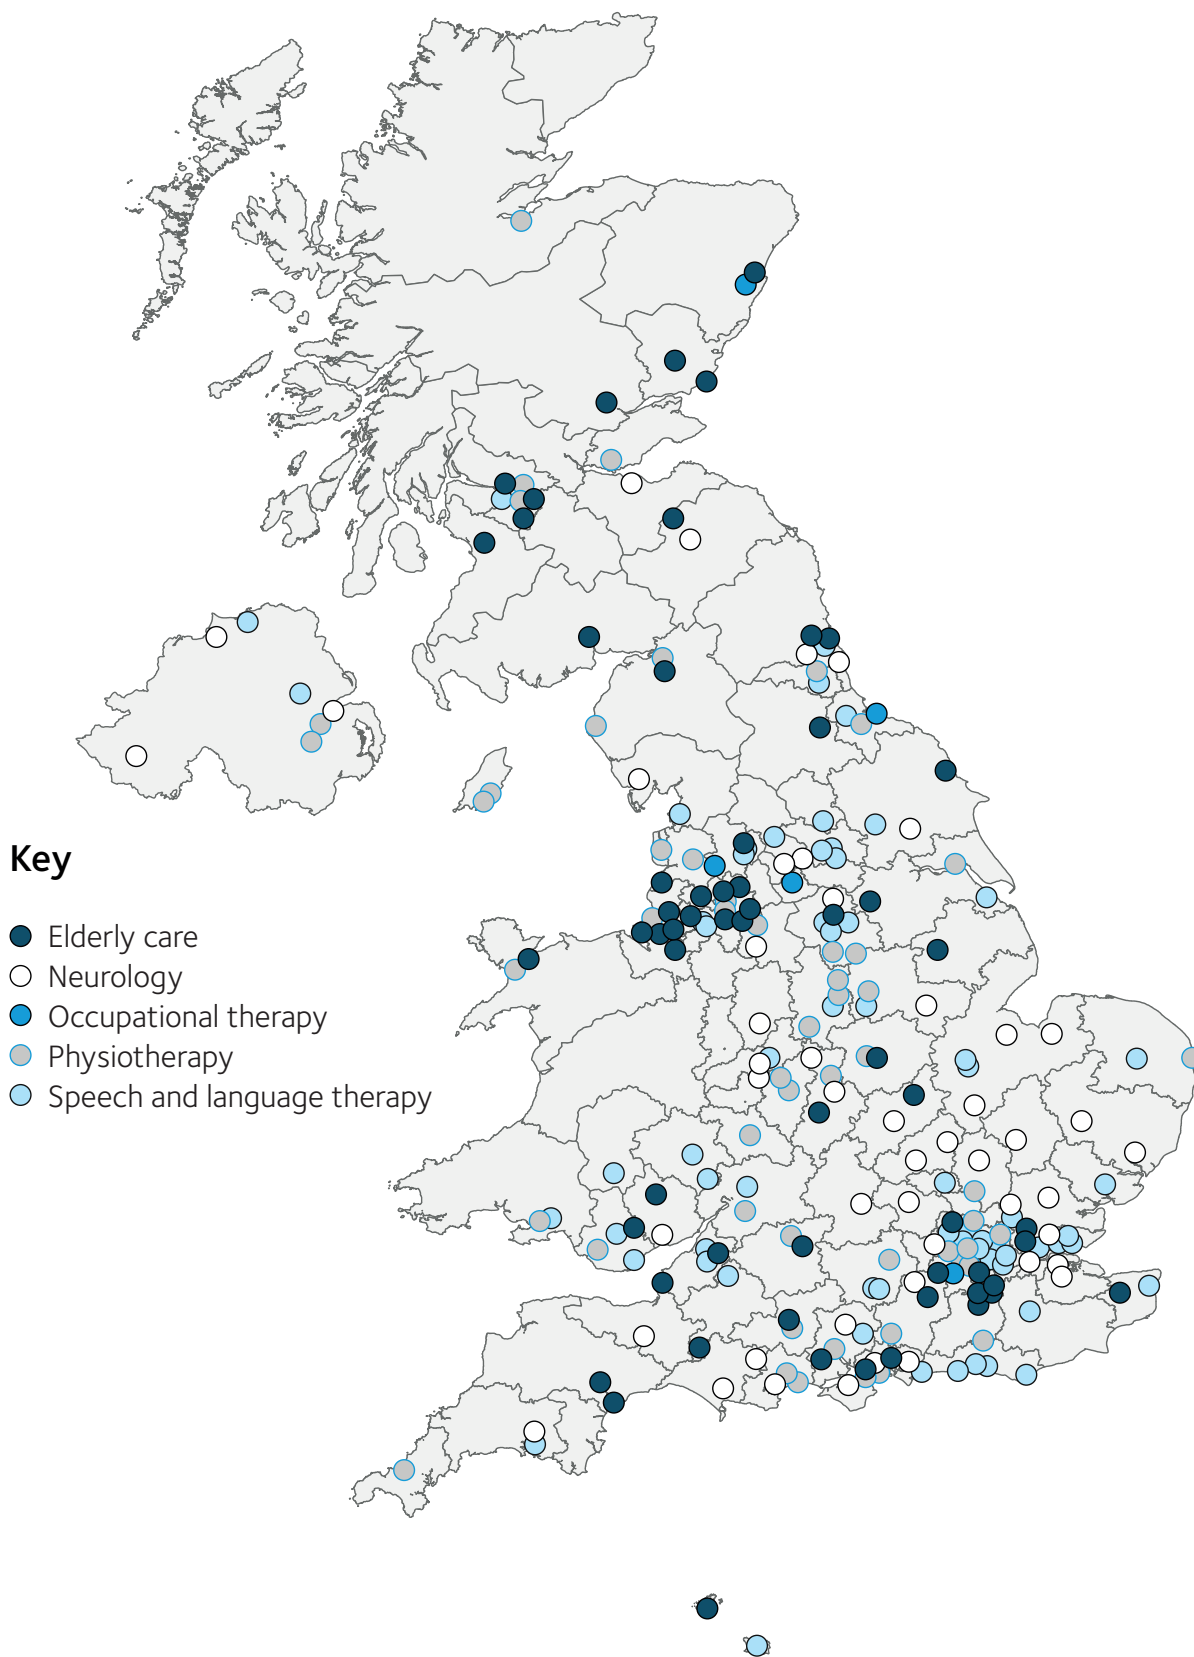 Key
Elderly care
Neurology
Occupational therapy
Physiotherapy
Speech and language therapy